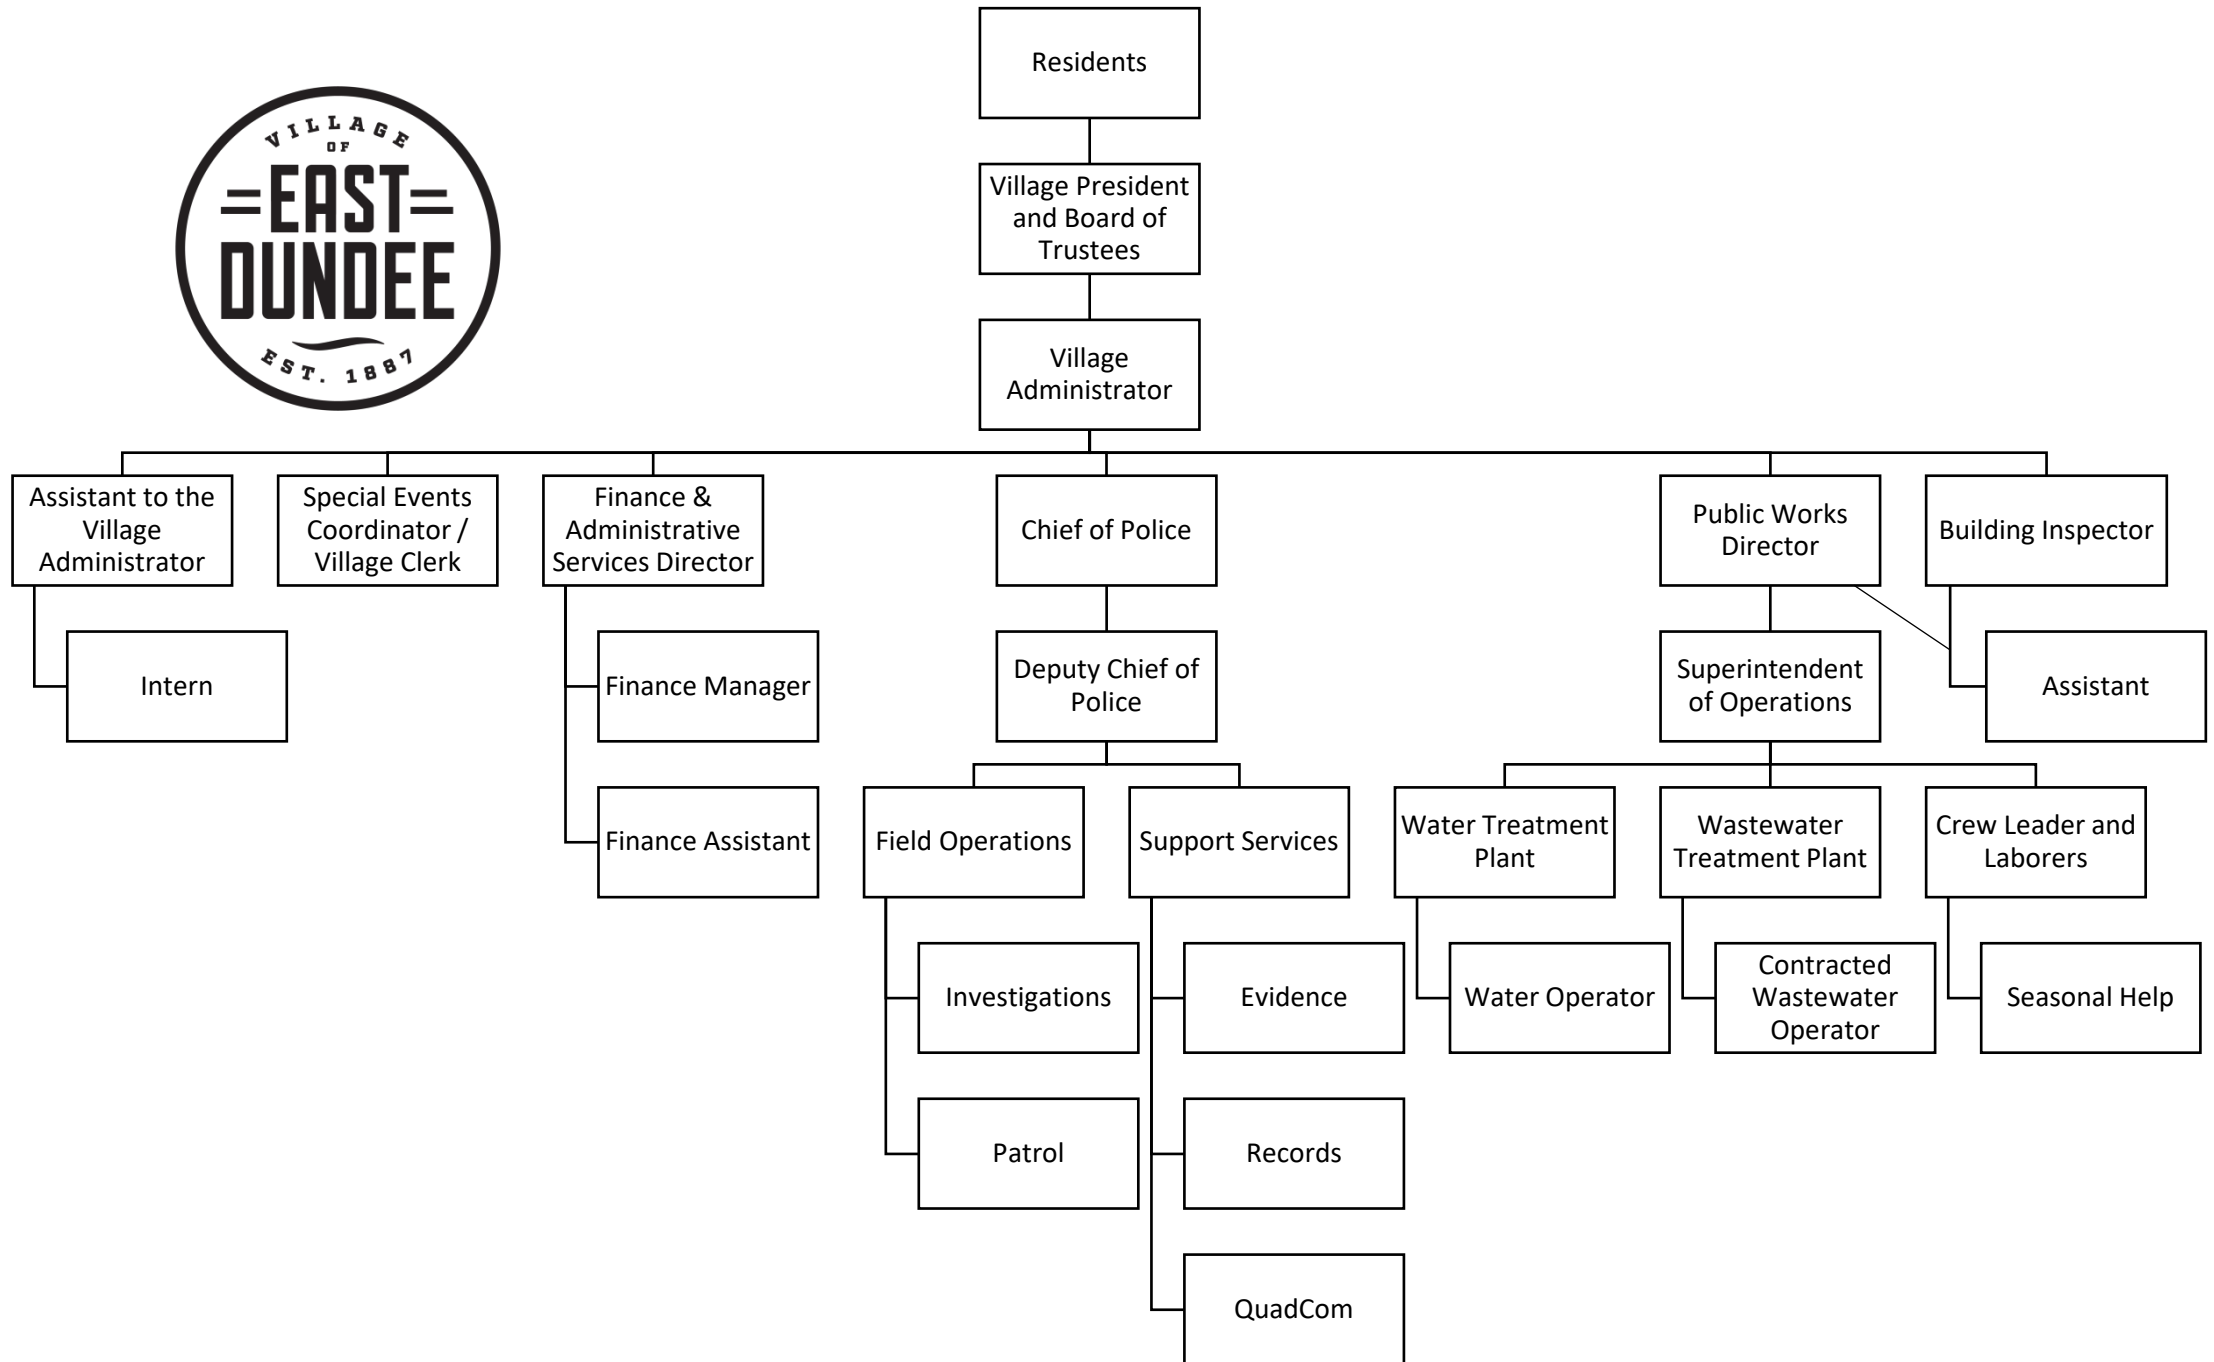 Residents
VILLAGE
OF
EAST
DUNDEE
EST. 1887
Village President
and Board of
Trustees
Village
Administrator
Assistant to the
Village
Administrator
Special Events
Coordinator /
Village Clerk
Finance &
Administrative
Services Director
Chief of Police
Public Works
Director
Building Inspector
Intern
Finance Manager
Deputy Chief of
Police
Superintendent
of Operations
Assistant
Finance Assistant
Field Operations
Support Services
Water Treatment
Plant
Wastewater
Treatment Plant
Crew Leader and
Laborers
Investigations
Evidence
Water Operator
Contracted
Wastewater
Operator
Seasonal Help
Patrol
Records
QuadCom